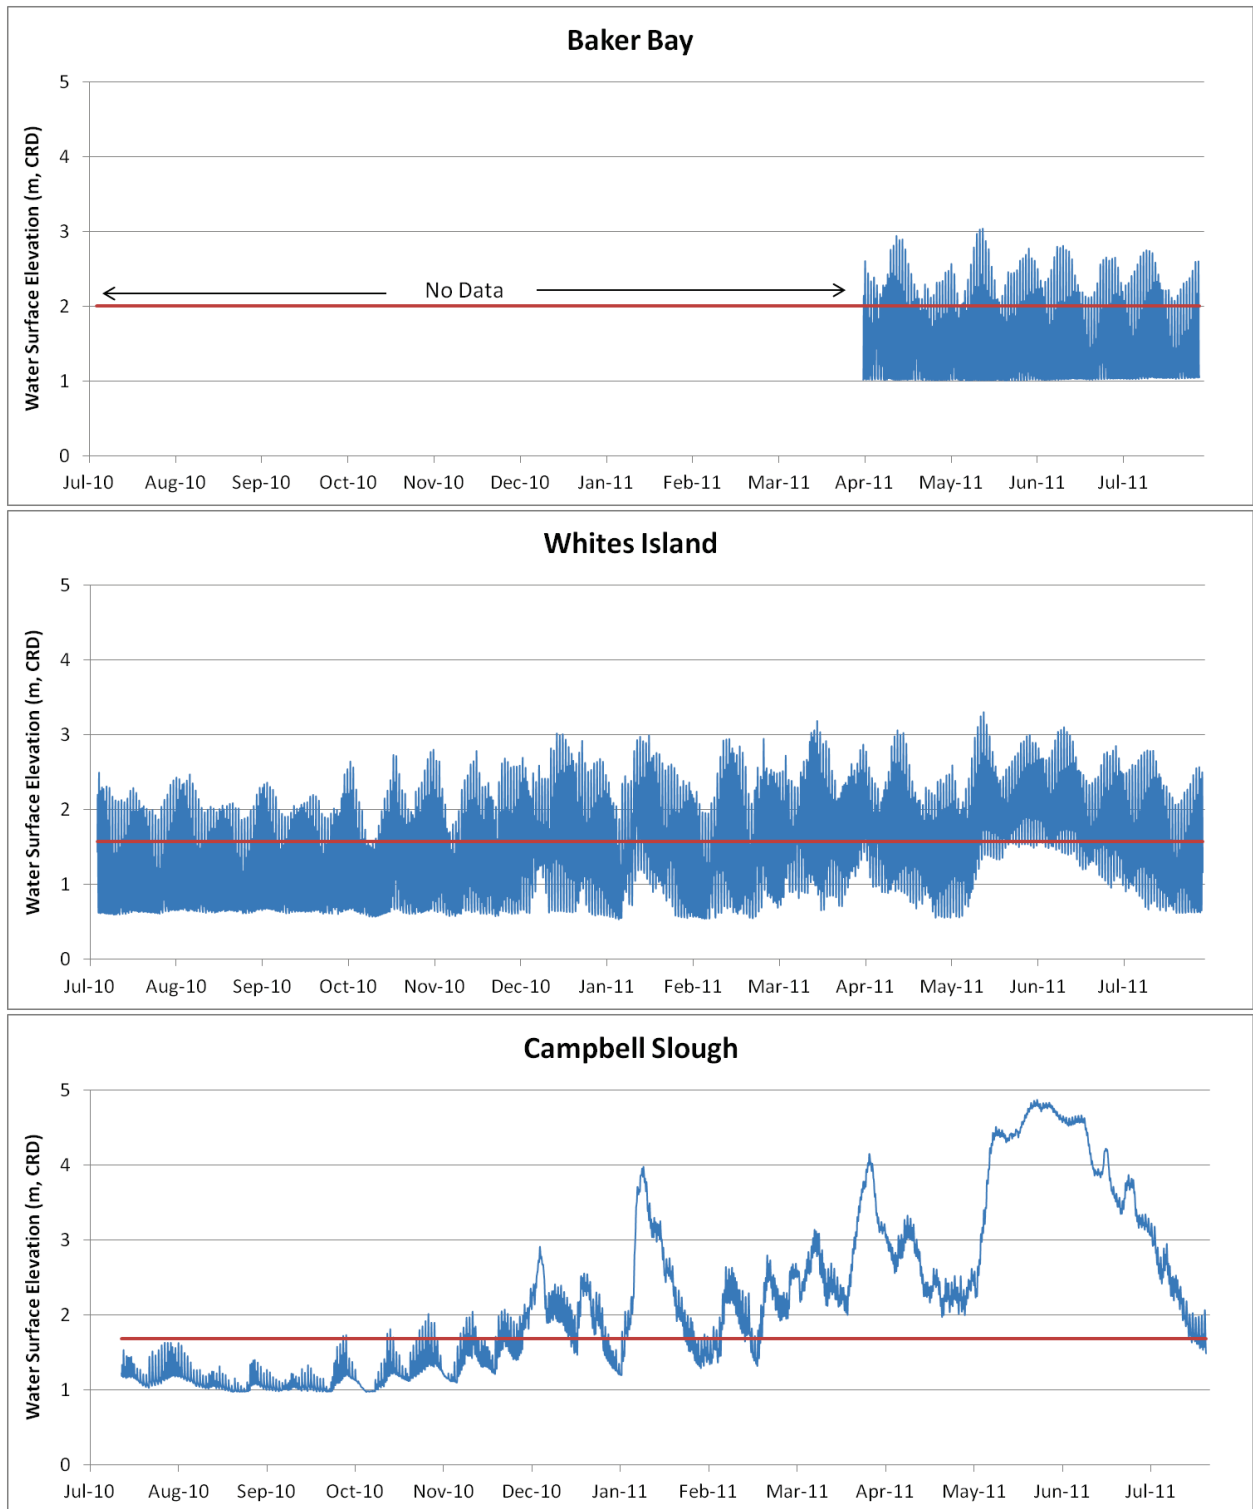 Baker Bay
Water Surface Elevation (m, CRD)
5
4
3
2
1
0
No Data
Jul-10 Aug-10 Sep-10 Oct-10 Nov-10 Dec-10 Jan-11 Feb-11 Mar-11 Apr-11 May-11 Jun-11 Jul-11
Whites Island
Water Surface Elevation (m, CRD)
5
4
3
2
1
0
Jul-10 Aug-10 Sep-10 Oct-10 Nov-10 Dec-10 Jan-11 Feb-11 Mar-11 Apr-11 May-11 Jun-11 Jul-11
Campbell Slough
Water Surface Elevation (m, CRD)
5
4
3
2
1
0
Jul-10 Aug-10 Sep-10 Oct-10 Nov-10 Dec-10 Jan-11 Feb-11 Mar-11 Apr-11 May-11 Jun-11 Jul-11